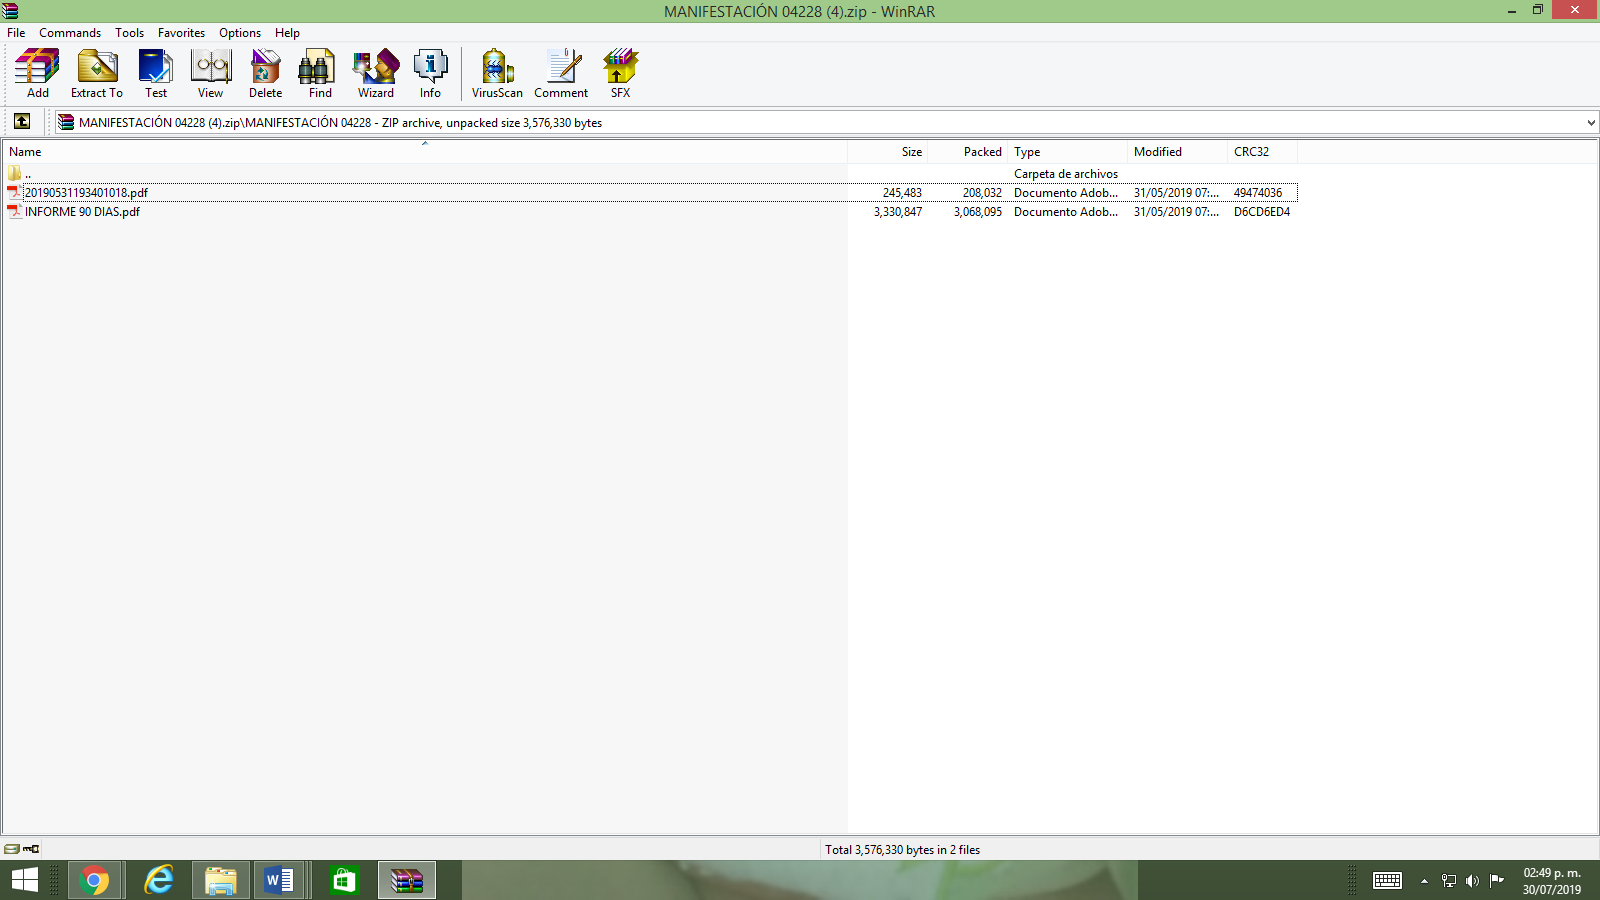 MANIFESTACIÓN 04228 (4).zip - WinRAR
File Commands Tools Favorites Options Help
Add Extract To Test View Delete Find Wizard Info VirusScan Comment SFX
MANIFESTACIÓN 04228 (4).zip\MANIFESTACIÓN 04228 - ZIP archive, unpacked size 3,576,330 bytes
Name Size Packed Type Modified CRC32
.. Carpeta de archivos
20190531193401018.pdf 245,483 208,032 Documento Adob... 31/05/2019 07:... 49474036
INFORME 90 DIAS.pdf 3,330,847 3,068,095 Documento Adob... 31/05/2019 07:... D6CD6ED4
Total 3,576,330 bytes in 2 files
02:49 p. m.
30/07/2019